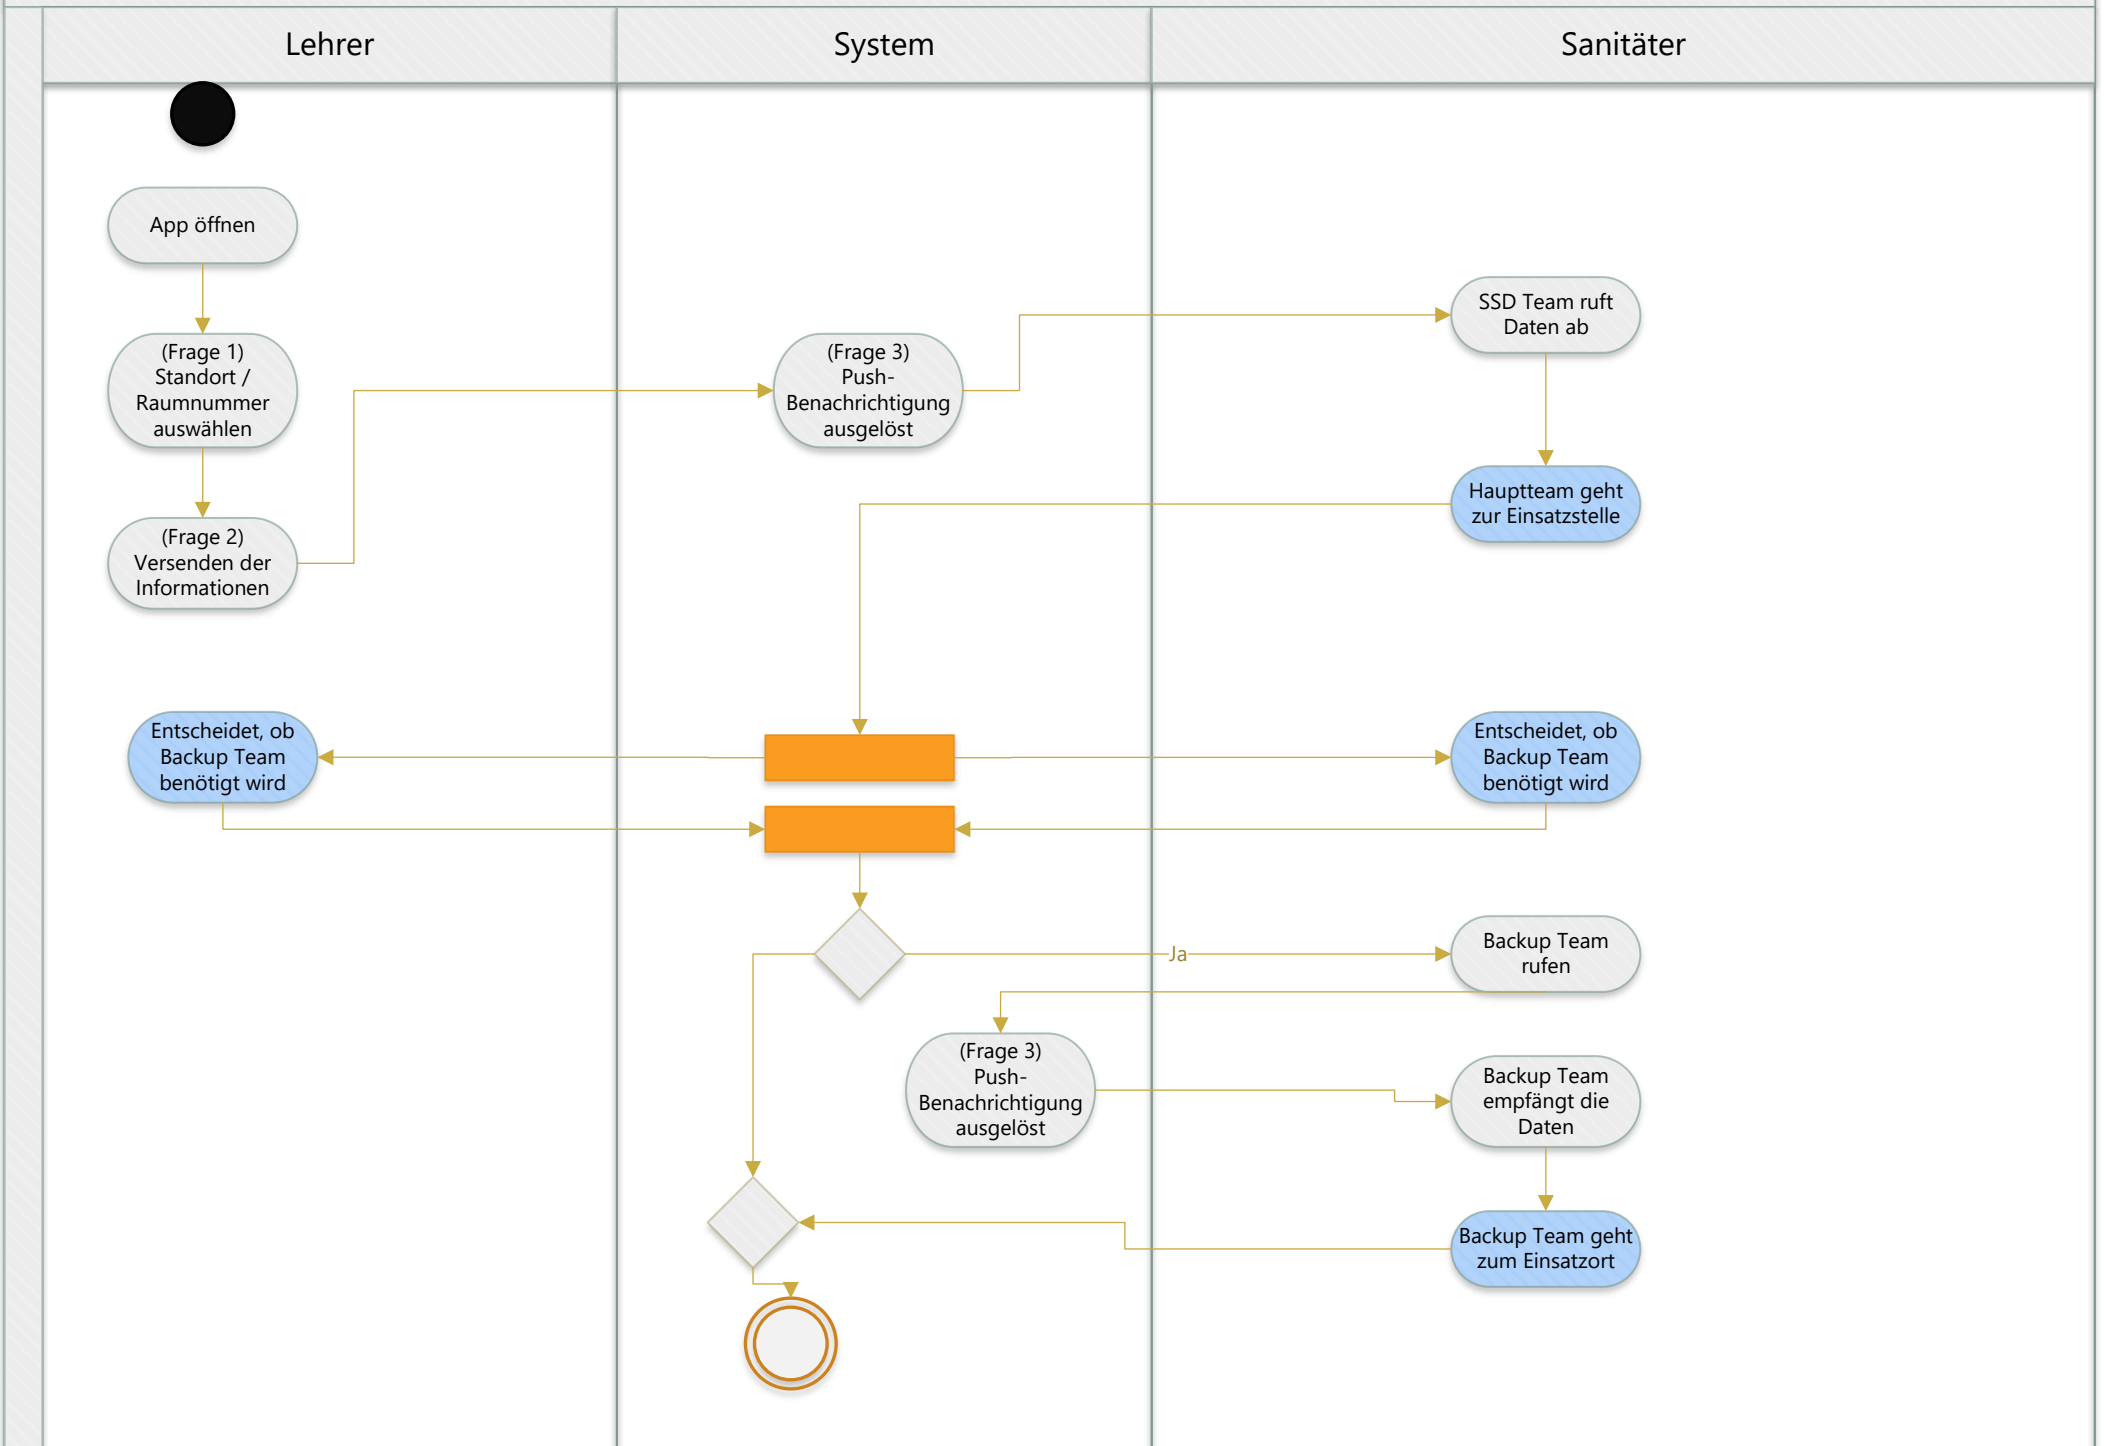 Lehrer
System
Sanitäter
App öffnen
(Frage 1)
Standort /
Raumnummer
auswählen
(Frage 2)
Versenden der
Informationen
(Frage 3)
Push-
Benachrichtigung
ausgelöst
SSD Team ruft
Daten ab
Hauptteam geht
zur Einsatzstelle
Entscheidet, ob
Backup Team
benötigt wird
Entscheidet, ob
Backup Team
benötigt wird
Ja
Backup Team
rufen
(Frage 3)
Push-
Benachrichtigung
ausgelöst
Backup Team
empfängt die
Daten
Backup Team geht
zum Einsatzort